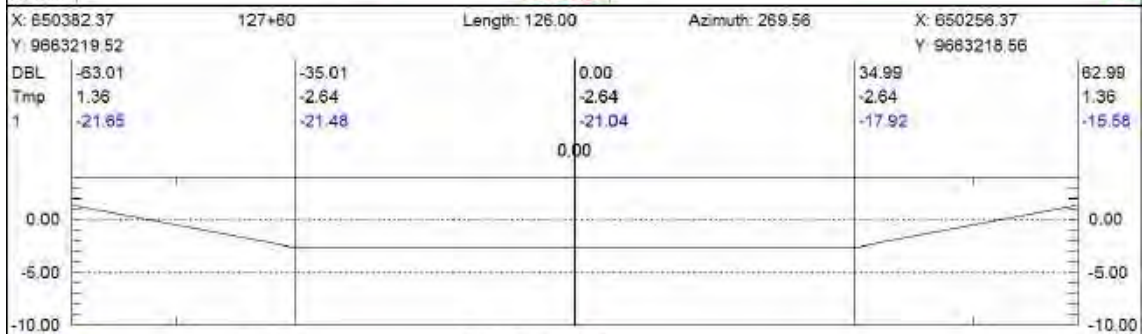 X: 650382.37 127+60 Length: 126.00 Azimuth: 269.56 X: 650256.37
Y: 9663219.52 Y: 9663218.56
DBL -63.01 -35.01 0.00 34.99 62.99
Tmp 1.36 -2.64 -2.64 -2.64 1.36
1 -21.65 -21.48 -21.04 -17.92 -15.58
0.00
0.00 0.00
-5.00 -5.00
-10.00 -10.00